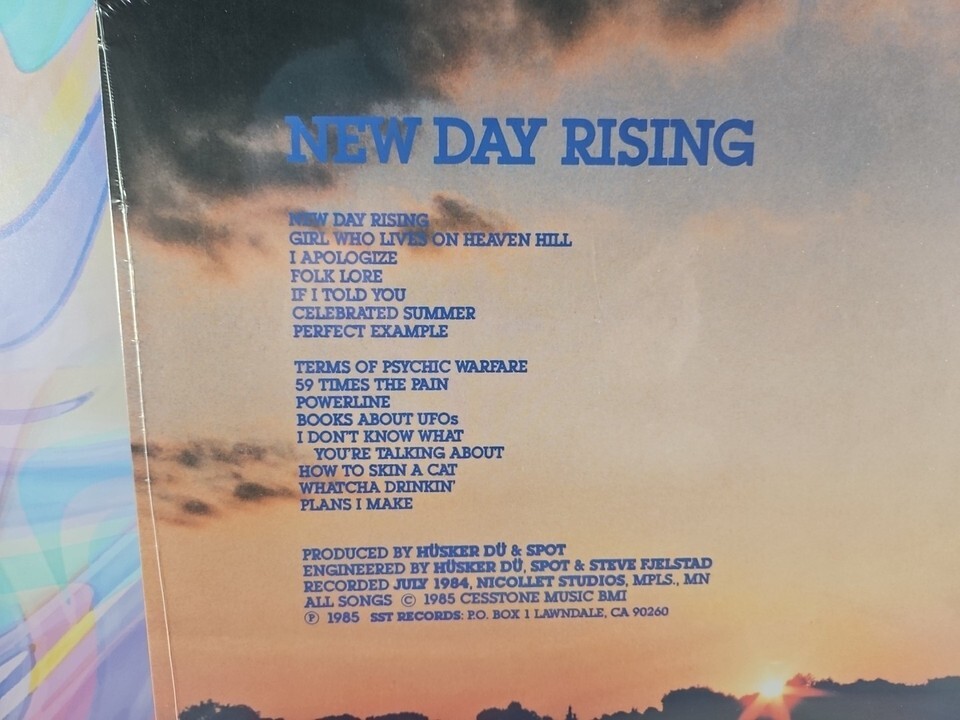 NEW DAY RISING
NEW DAY RISING
GIRL WHO LIVES ON HEAVEN HILL
I APOLOGIZE
FOLK LORE
IF I TOLD YOU
CELEBRATED SUMMER
PERFECT EXAMPLE
TERMS OF PSYCHIC WARFARE
59 TIMES THE PAIN
POWERLINE
BOOKS ABOUT UFOs
I DON'T KNOW WHAT
YOU'RE TALKING ABOUT
HOW TO SKIN A CAT
WHATCHA DRINKIN'
PLANS I MAKE
PRODUCED BY HÜSKER DÜ & SPOT
ENGINEERED BY HÜSKER DÜ, SPOT & STEVE FJELSTAD
RECORDED JULY 1984, NICOLLET STUDIOS, MPLS., MN
ALL SONGS © 1985 CESSTONE MUSIC BMI
℗ 1985 SST RECORDS: P.O. BOX 1 LAWNDALE, CA 90260